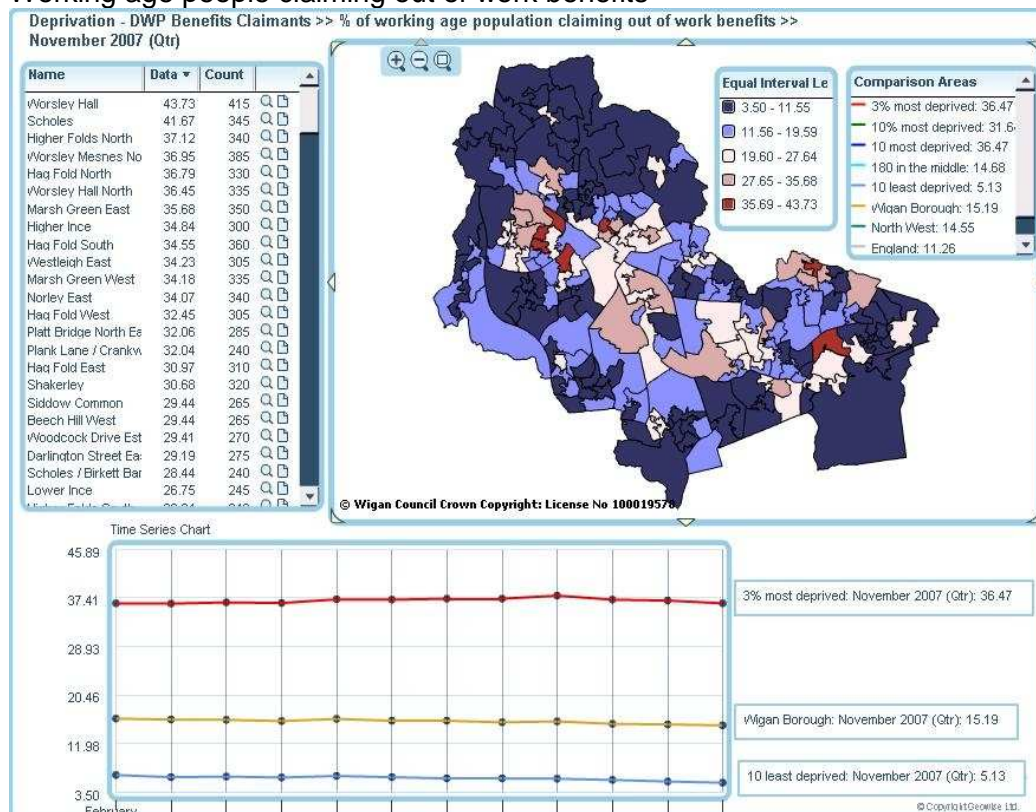 Working age people claiming out of work benefits
Deprivation - DWP Benefits Claimants >> % of working age population claiming out of work benefits >>
November 2007 (Qtr)
Name Data Count
Worsley Hall 43.73 415
Scholes 41.67 345
Higher Folds North 37.12 340
Worsley Mesnes No 36.95 385
Hag Fold North 36.79 330
Worsley Hall North 36.45 335
Marsh Green East 35.68 350
Higher Ince 34.84 300
Hag Fold South 34.55 360
Westleigh East 34.23 305
Marsh Green West 34.18 335
Norley East 34.07 340
Hag Fold West 32.45 305
Platt Bridge North Ea 32.06 285
Plank Lane / Crankw 32.04 240
Hag Fold East 30.97 310
Shakerley 30.68 320
Siddow Common 29.44 265
Beech Hill West 29.44 265
Woodcock Drive Est 29.41 270
Darlington Street Ea 29.19 275
Scholes / Birkett Bar 28.44 240
Lower Ince 26.75 245
Equal Interval Le
3.50 - 11.55
11.56 - 19.59
19.60 - 27.64
27.65 - 35.68
35.69 - 43.73
Comparison Areas
3% most deprived: 36.47
10% most deprived: 31.6
10 most deprived: 36.47
180 in the middle: 14.68
10 least deprived: 5.13
Wigan Borough: 15.19
North West: 14.55
England: 11.26
© Wigan Council Crown Copyright: License No 100019578
Time Series Chart
45.89
37.41
28.93
20.46
11.98
3.50
February
3% most deprived: November 2007 (Qtr): 36.47
Wigan Borough: November 2007 (Qtr): 15.19
10 least deprived: November 2007 (Qtr): 5.13
© Copyright Geowise Ltd.